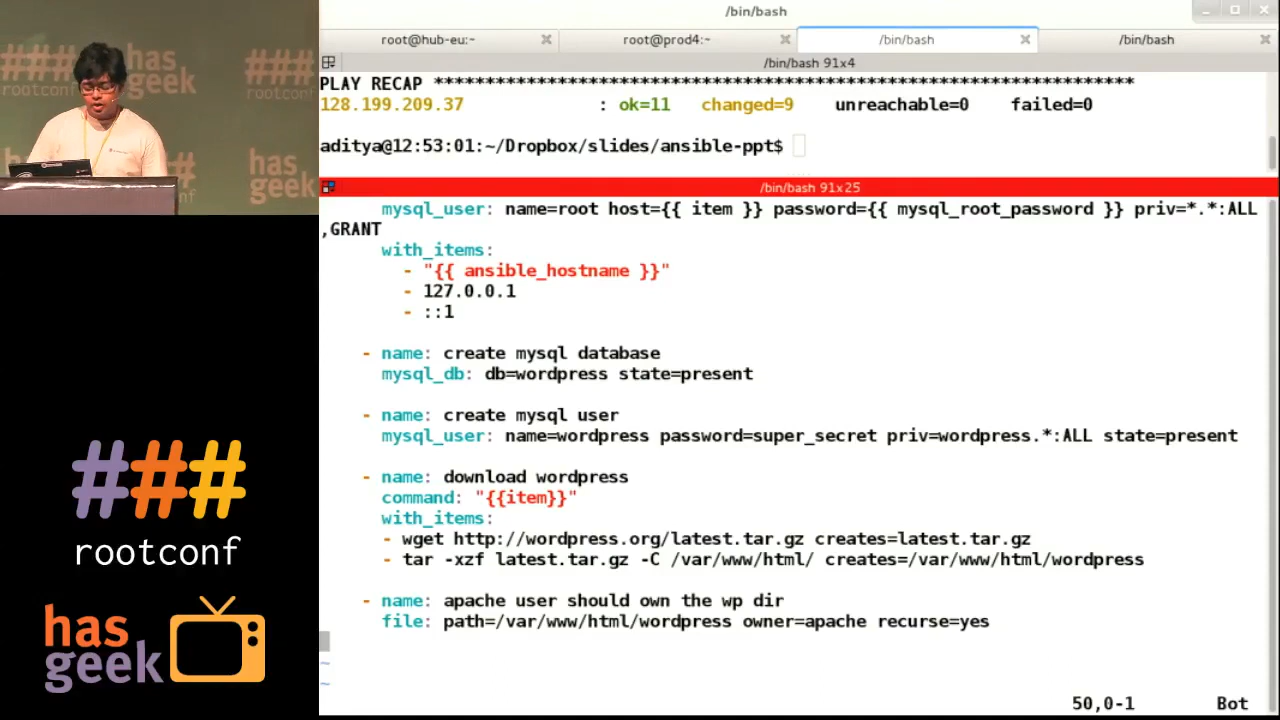 /bin/bash
root@hub-eu:~
root@prod4:~
/bin/bash
/bin/bash
/bin/bash 91x4
PLAY RECAP ********************************************************************
128.199.209.37 : ok=11 changed=9 unreachable=0 failed=0
aditya@12:53:01:~/Dropbox/slides/ansible-ppt$
/bin/bash 91x25
mysql_user: name=root host={{ item }} password={{ mysql_root_password }} priv=*.*:ALL
,GRANT
with_items:
- "{{ ansible_hostname }}"
- 127.0.0.1
- ::1
- name: create mysql database
mysql_db: db=wordpress state=present
- name: create mysql user
mysql_user: name=wordpress password=super_secret priv=wordpress.*:ALL state=present
- name: download wordpress
command: "{{item}}"
with_items:
- wget http://wordpress.org/latest.tar.gz creates=latest.tar.gz
- tar -xzf latest.tar.gz -C /var/www/html/ creates=/var/www/html/wordpress
- name: apache user should own the wp dir
file: path=/var/www/html/wordpress owner=apache recurse=yes
~
~
50,0-1 Bot
###
has
geek
###
rootconf
has
geek
###
rootconf
has
geek